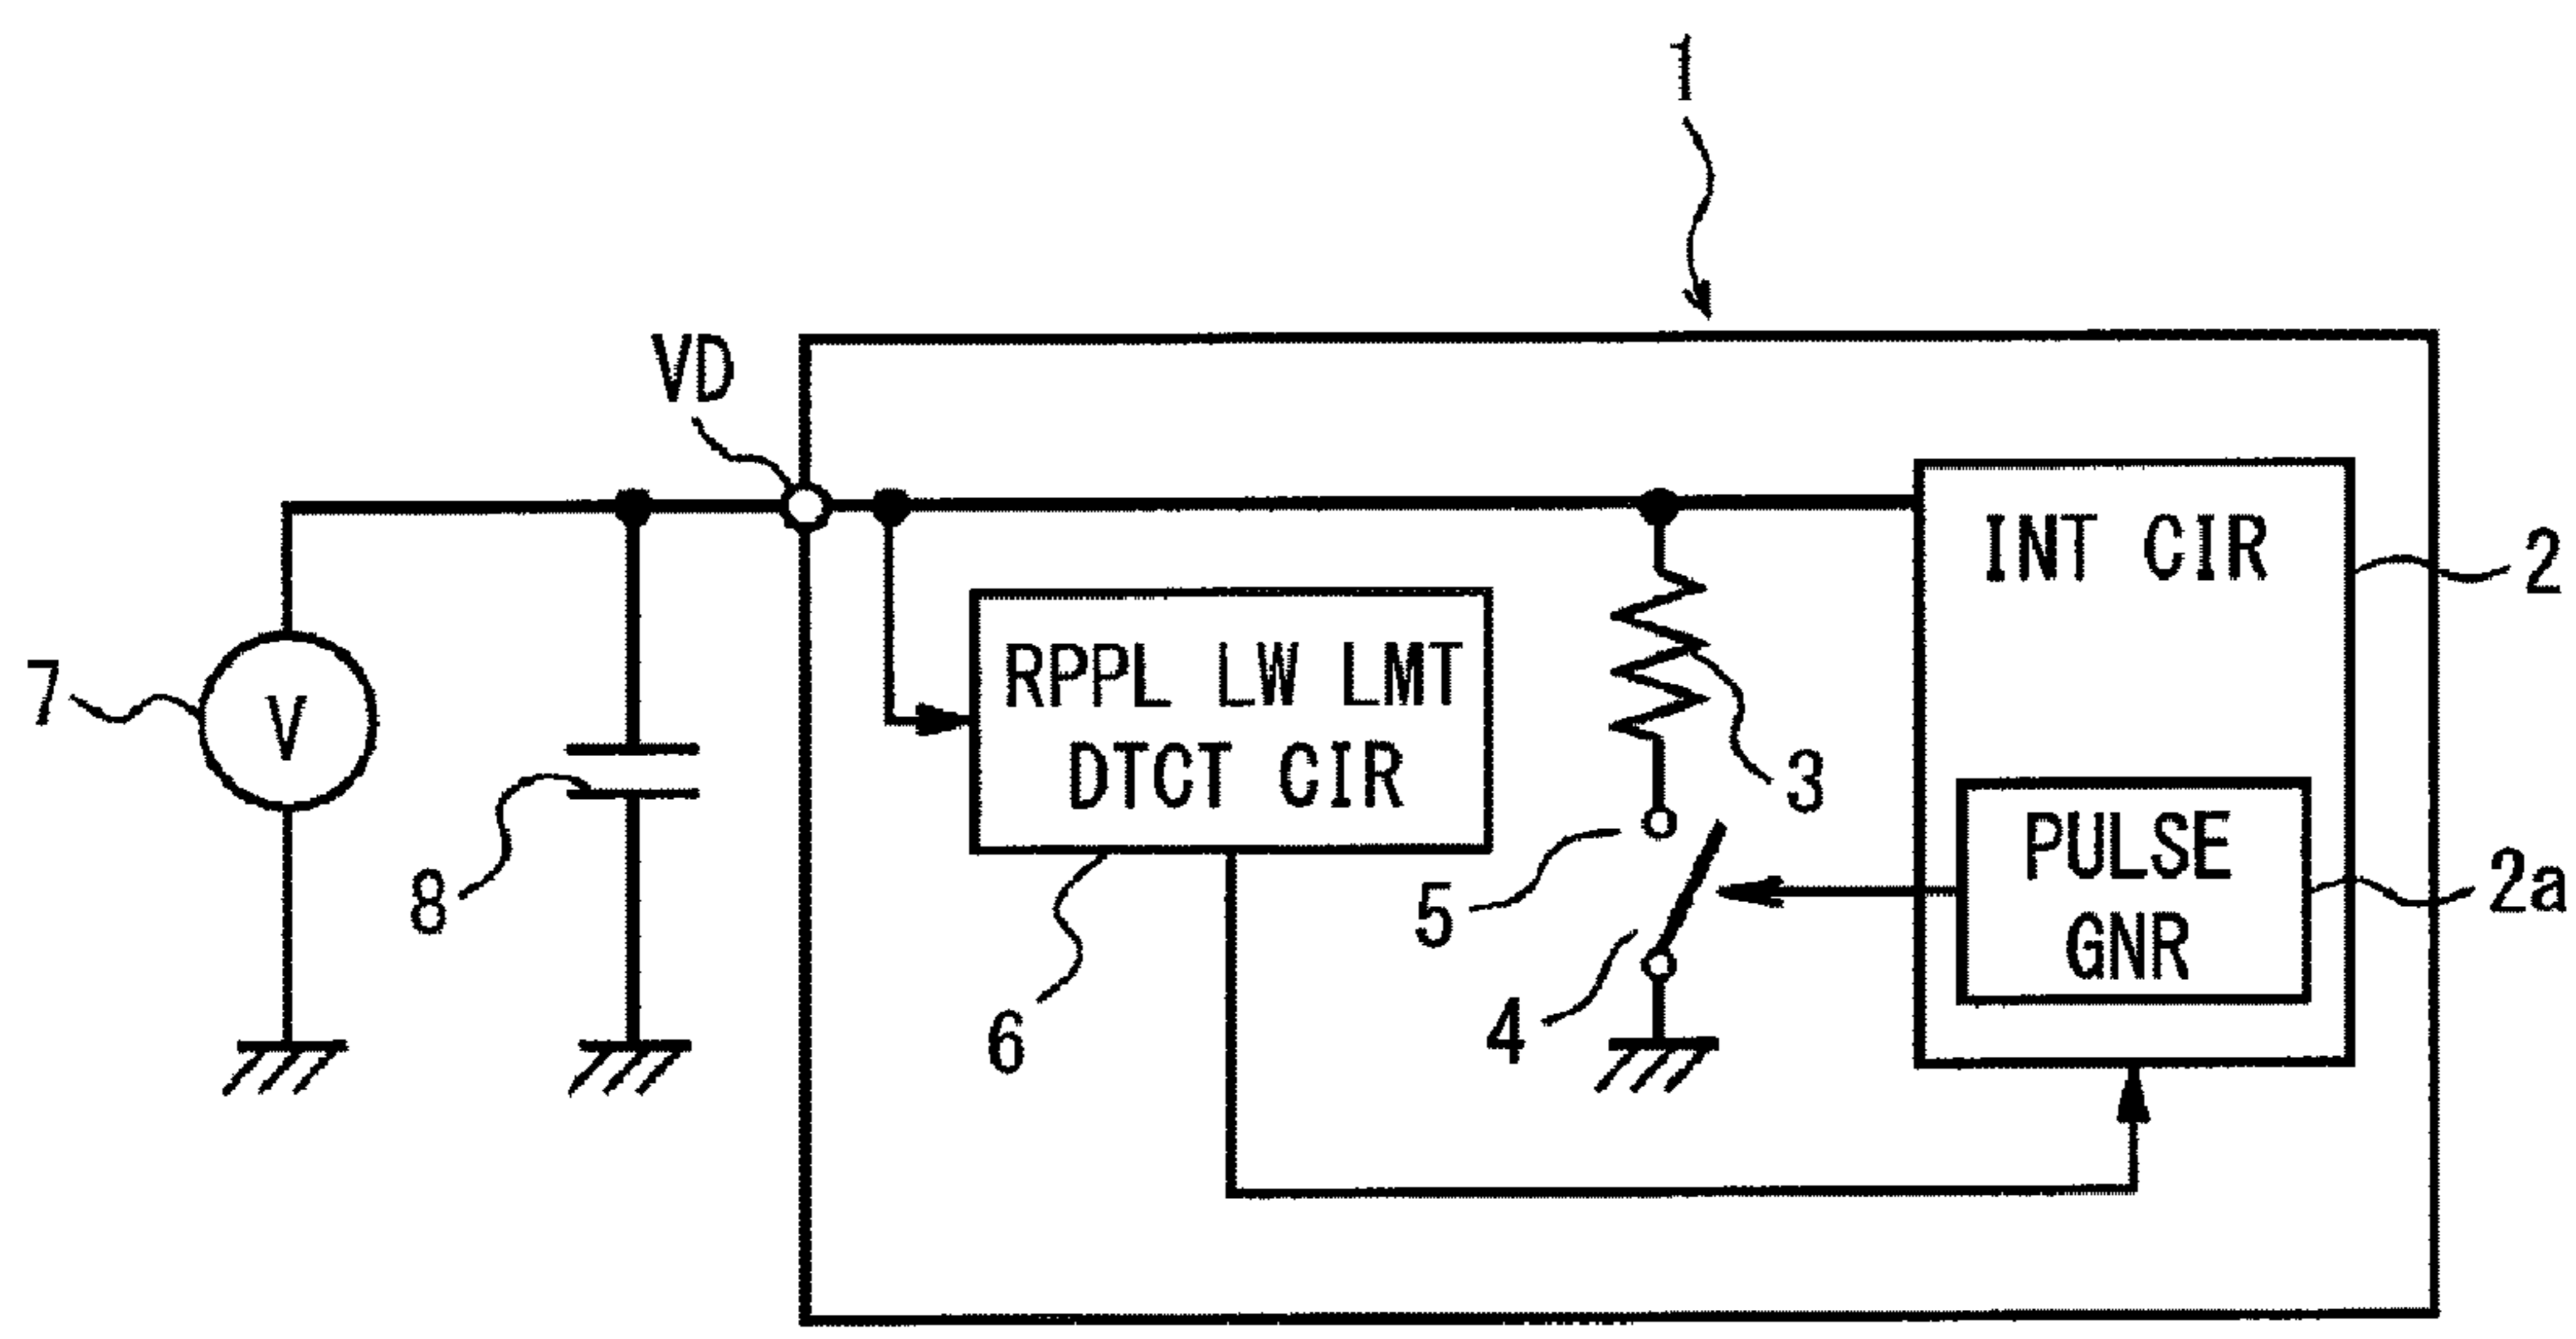 1
VD
INT CIR
2
RPPL LW LMT
DTCT CIR
7
V
3
8
5
PULSE
GNR
2a
6
4